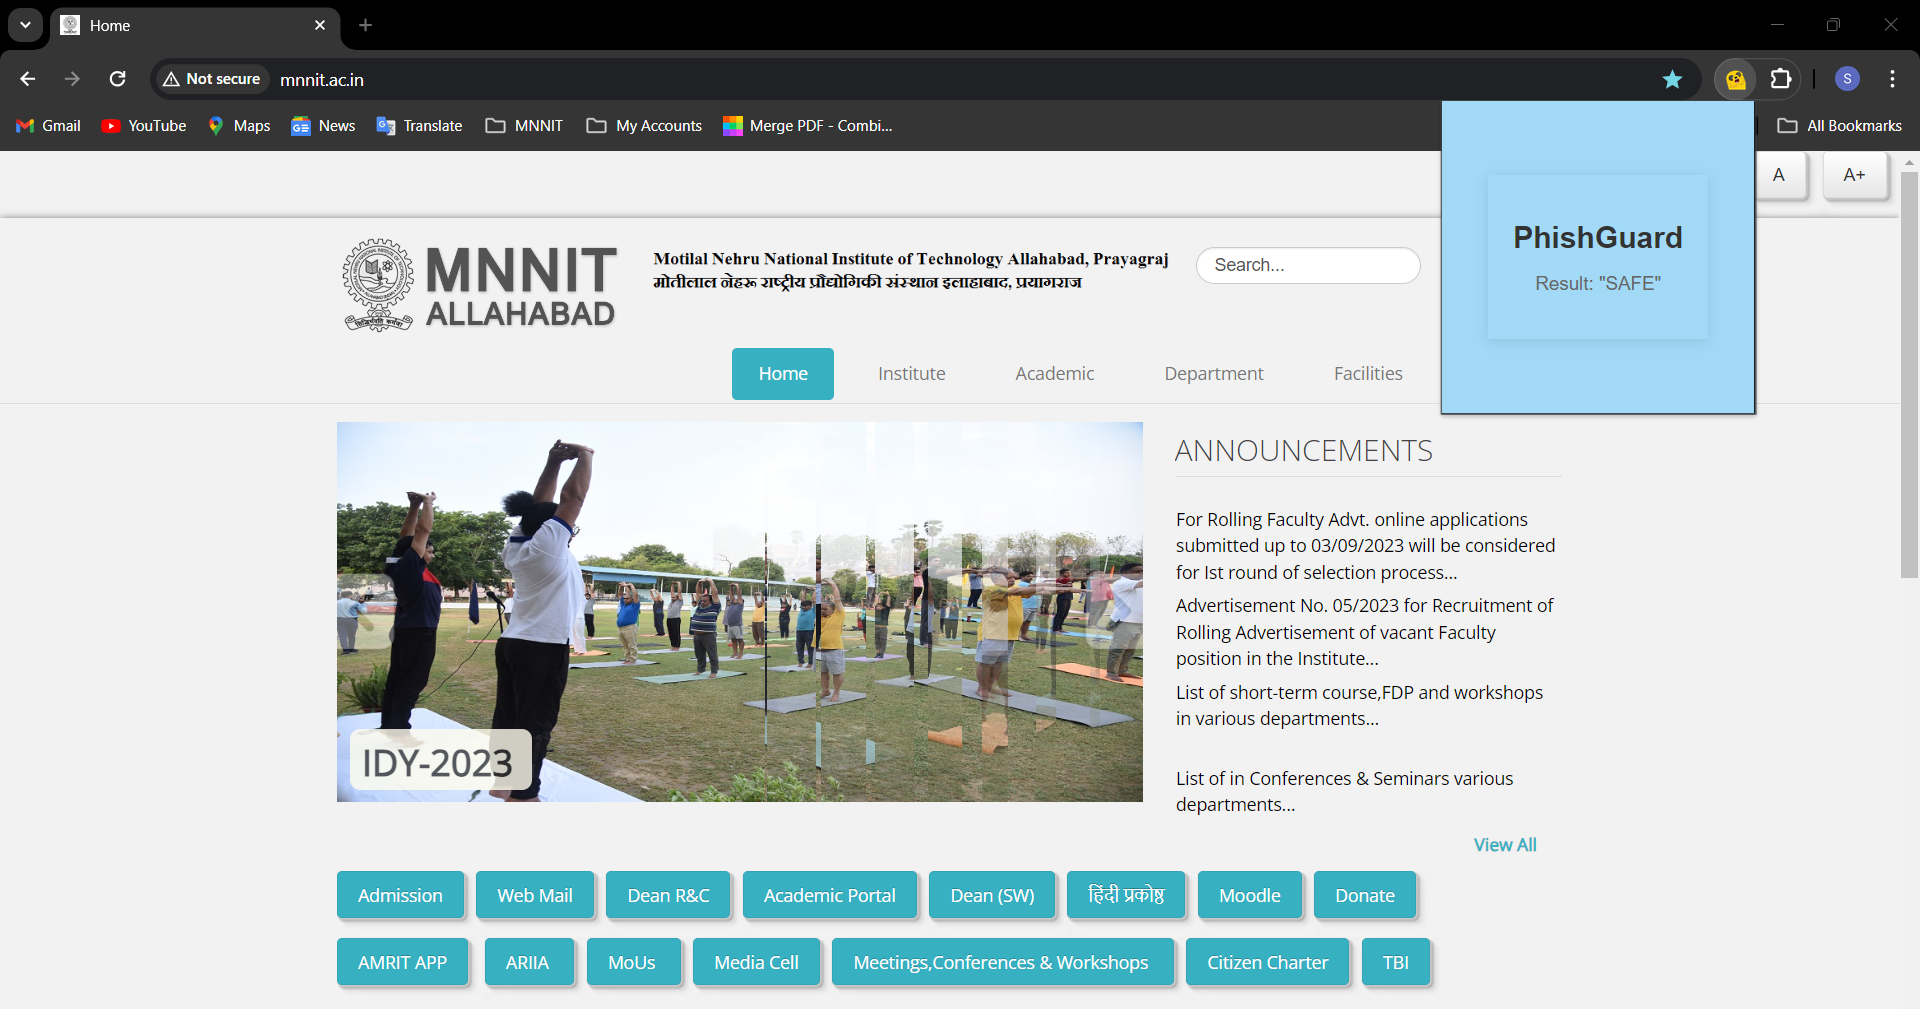 Home
Not secure
mnnit.ac.in
S
Gmail
YouTube
Maps
News
Translate
MNNIT
My Accounts
Merge PDF - Combi...
All Bookmarks
A
A+
PhishGuard
Result: "SAFE"
MNNIT
ALLAHABAD
Motilal Nehru National Institute of Technology Allahabad, Prayagraj
मोतीलाल नेहरू राष्ट्रीय प्रौद्योगिकी संस्थान इलाहाबाद, प्रयागराज
Search...
Home
Institute
Academic
Department
Facilities
IDY-2023
ANNOUNCEMENTS
For Rolling Faculty Advt. online applications
submitted up to 03/09/2023 will be considered
for Ist round of selection process...
Advertisement No. 05/2023 for Recruitment of
Rolling Advertisement of vacant Faculty
position in the Institute...
List of short-term course,FDP and workshops
in various departments...
List of in Conferences & Seminars various
departments...
View All
Admission
Web Mail
Dean R&C
Academic Portal
Dean (SW)
हिंदी प्रकोष्ठ
Moodle
Donate
AMRIT APP
ARIIA
MoUs
Media Cell
Meetings,Conferences & Workshops
Citizen Charter
TBI